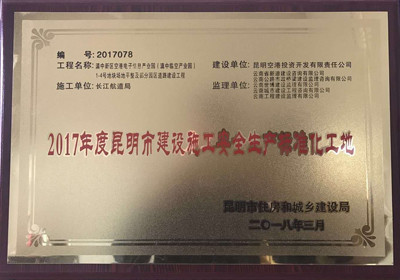 编 号：2017078
工程名称：滇中新区空港电子信息产业园（滇中临空产业园）
1-4号地块场地平整及部分园区道路建设工程
施工单位：长江航道局
建设单位：昆明空港投资开发有限责任公司
监理单位：
2017年度昆明市建设施工安全生产标准化工地
昆明市住房和城乡建设局
二〇一八年三月